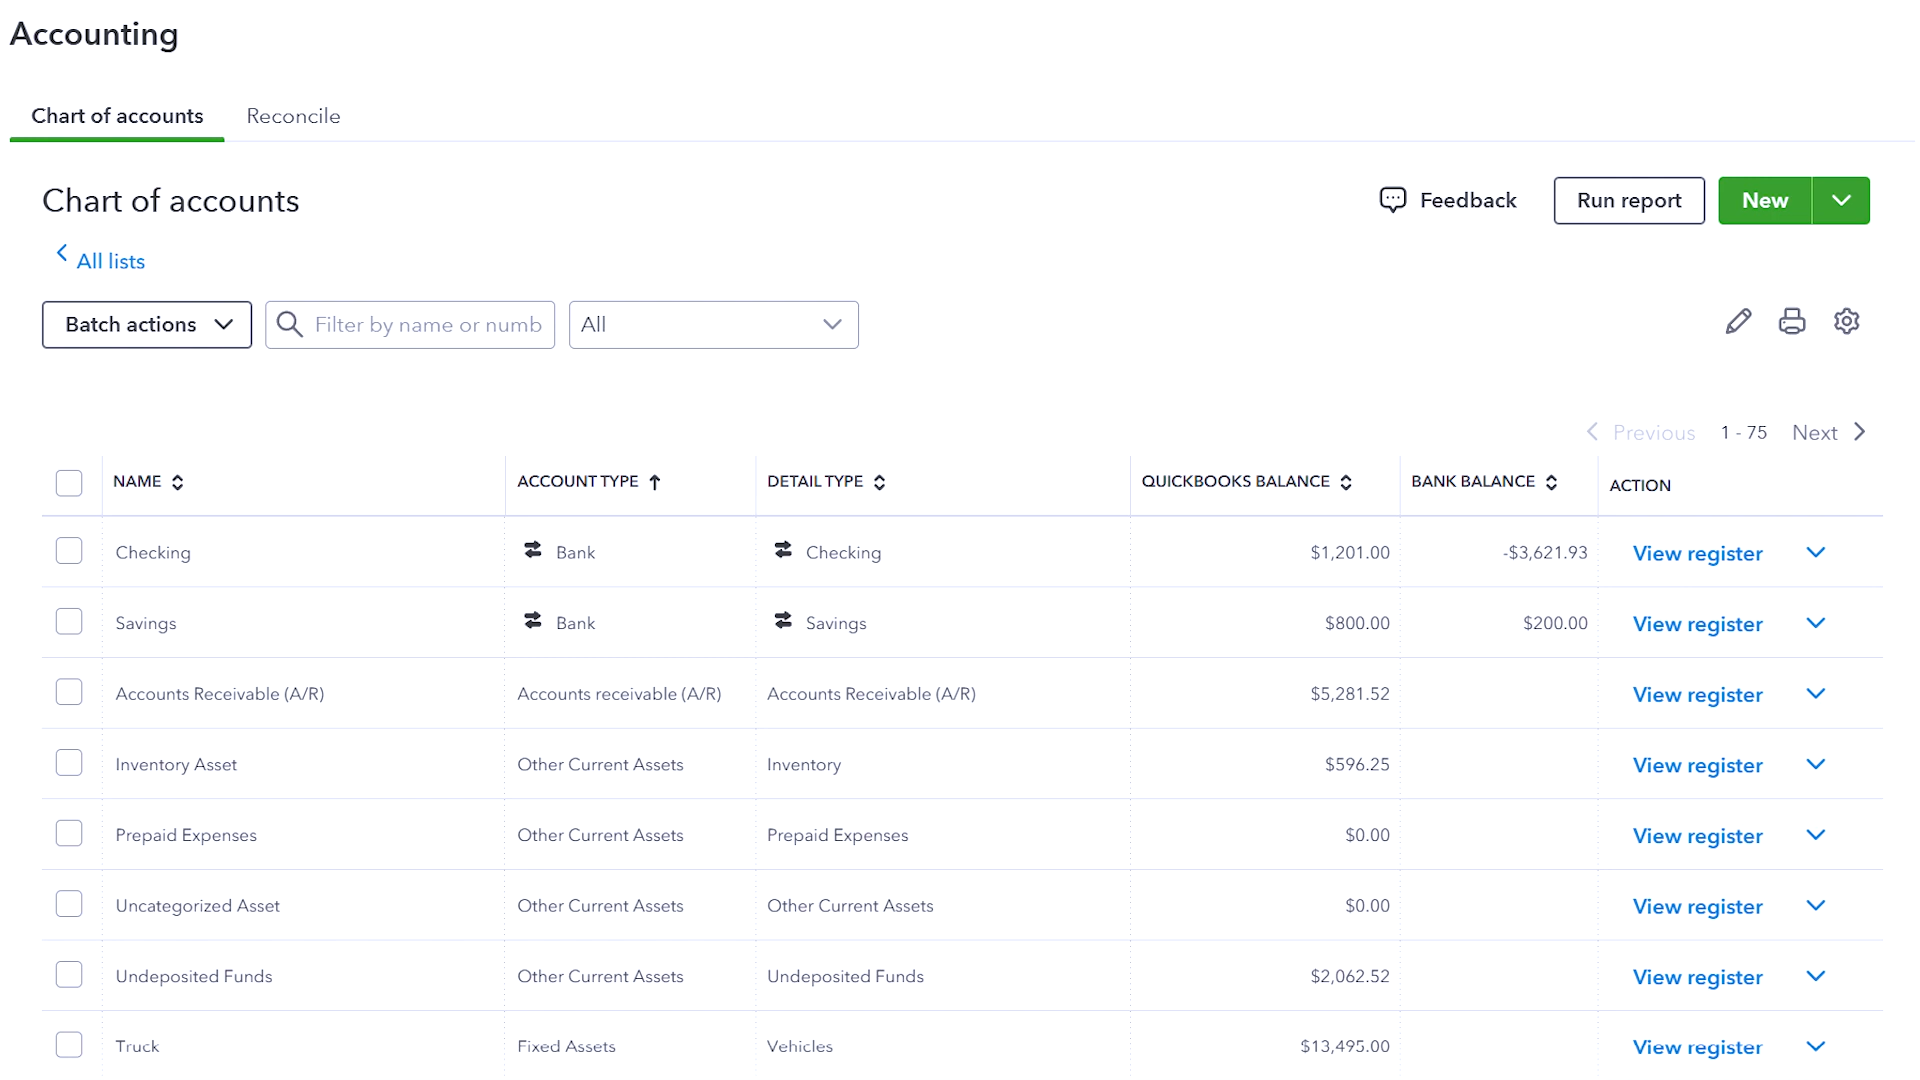 Accounting
Chart of accounts Reconcile
Chart of accounts Feedback Run report New
All lists
Batch actions Filter by name or numb All
Previous 1 - 75 Next
NAME ACCOUNT TYPE DETAIL TYPE QUICKBOOKS BALANCE BANK BALANCE ACTION
Checking Bank Checking $1,201.00 -$3,621.93 View register
Savings Bank Savings $800.00 $200.00 View register
Accounts Receivable (A/R) Accounts receivable (A/R) Accounts Receivable (A/R) $5,281.52 View register
Inventory Asset Other Current Assets Inventory $596.25 View register
Prepaid Expenses Other Current Assets Prepaid Expenses $0.00 View register
Uncategorized Asset Other Current Assets Other Current Assets $0.00 View register
Undeposited Funds Other Current Assets Undeposited Funds $2,062.52 View register
Truck Fixed Assets Vehicles $13,495.00 View register